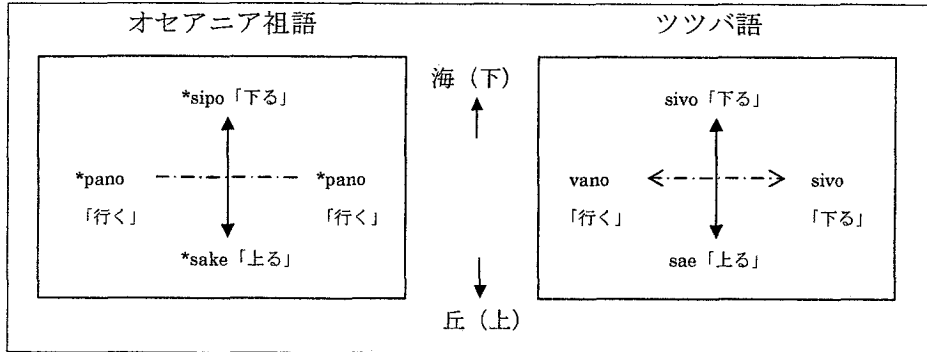 オセアニア祖語
*sipo「下る」
*pano
「行く」
*pano
「行く」
*sake「上る」
海（下）
丘（上）
ツツバ語
sivo「下る」
vano
「行く」
sivo
「下る」
sae「上る」